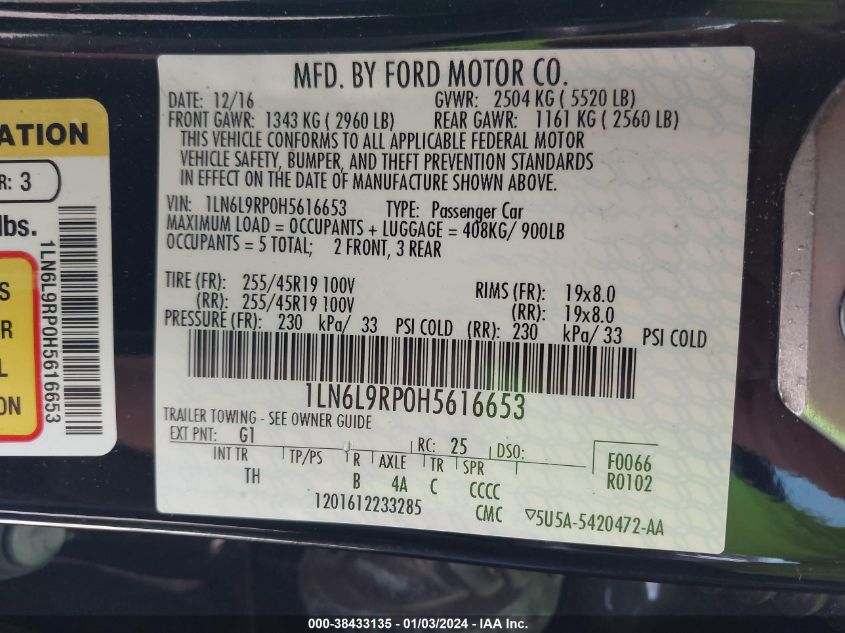 MFD. BY FORD MOTOR CO.
DATE: 12/16 GVWR: 2504 KG ( 5520 LB)
FRONT GAWR: 1343 KG ( 2960 LB) REAR GAWR: 1161 KG ( 2560 LB)
THIS VEHICLE CONFORMS TO ALL APPLICABLE FEDERAL MOTOR
VEHICLE SAFETY, BUMPER, AND THEFT PREVENTION STANDARDS
IN EFFECT ON THE DATE OF MANUFACTURE SHOWN ABOVE.
VIN: 1LN6L9RP0H5616653 TYPE: Passenger Car
MAXIMUM LOAD = OCCUPANTS + LUGGAGE = 408KG/ 900LB
OCCUPANTS = 5 TOTAL; 2 FRONT, 3 REAR
TIRE (FR): 255/45R19 100V RIMS (FR): 19x8.0
(RR): 255/45R19 100V (RR): 19x8.0
PRESSURE (FR): 230 kPa/ 33 PSI COLD (RR): 230 kPa/ 33 PSI COLD
1LN6L9RP0H5616653
TRAILER TOWING - SEE OWNER GUIDE
EXT PNT: G1 RC: 25 DSO:
INT TR TP/PS R AXLE TR SPR
TH B 4A C CCCC
F0066
R0102
1201612233285 CMC ▽5U5A-5420472-AA
ATION
R: 3
lbs.
S
R
L
ON
1LN6L9RP0H5616653
000-38433135 - 01/03/2024 - IAA Inc.